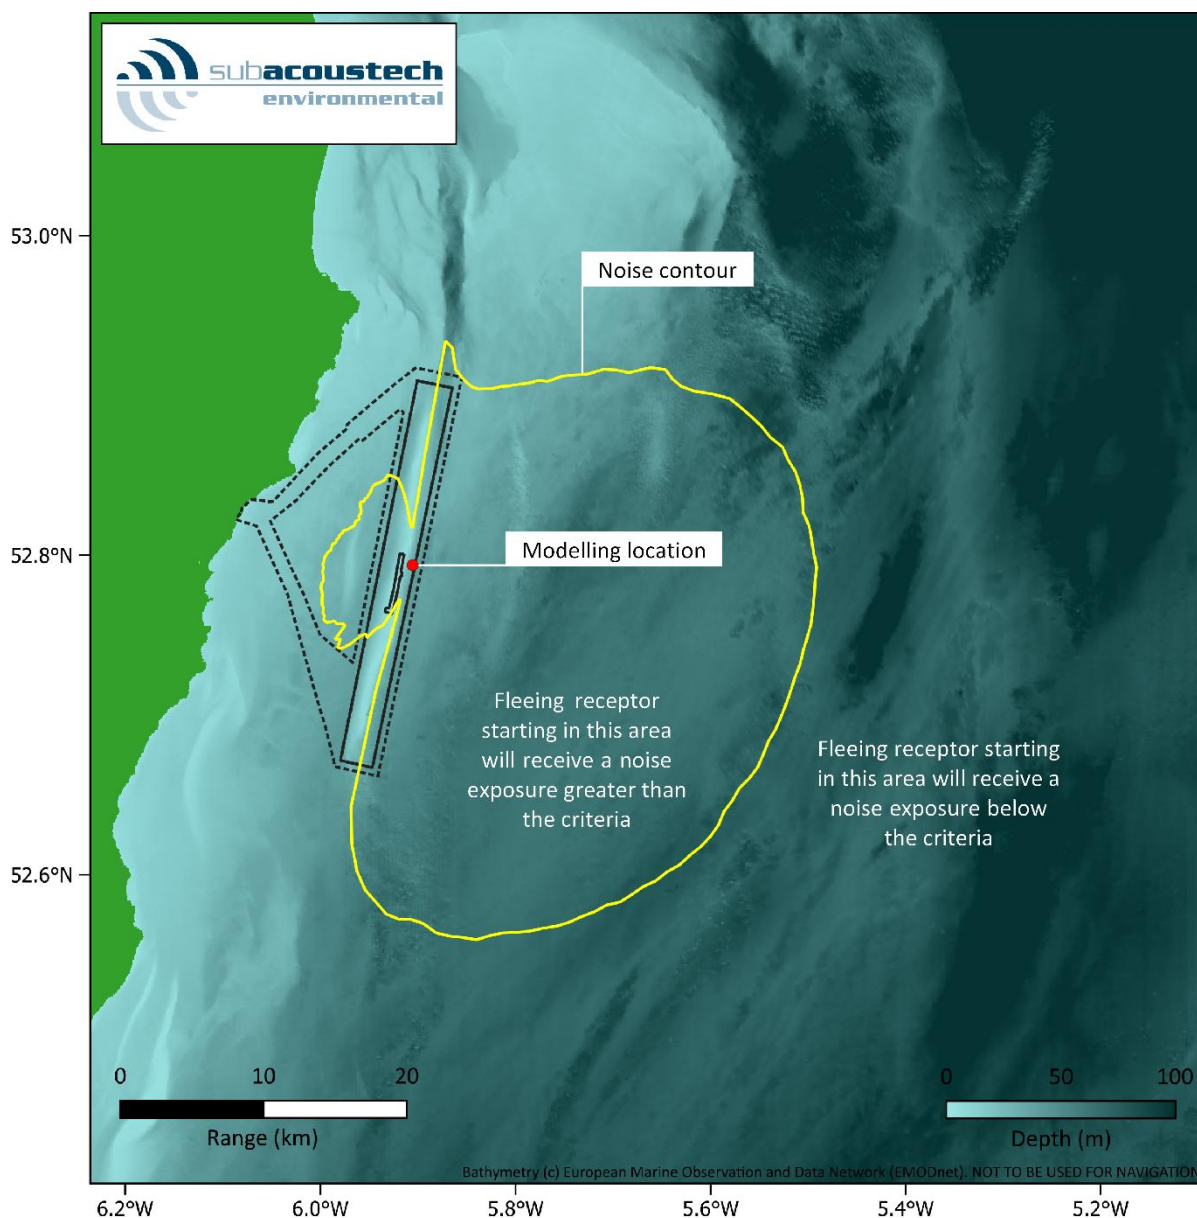 subacoustech
environmental
53.0°N
Noise contour
52.8°N
Modelling location
Fleeing receptor
starting in this area
will receive a noise
exposure greater than
the criteria
Fleeing receptor starting
in this area will receive a
noise exposure below
the criteria
52.6°N
0 10 20
Range (km)
0 50 100
Depth (m)
Bathymetry (c) European Marine Observation and Data Network (EMODnet). NOT TO BE USED FOR NAVIGATION
6.2°W 6.0°W 5.8°W 5.6°W 5.4°W 5.2°W